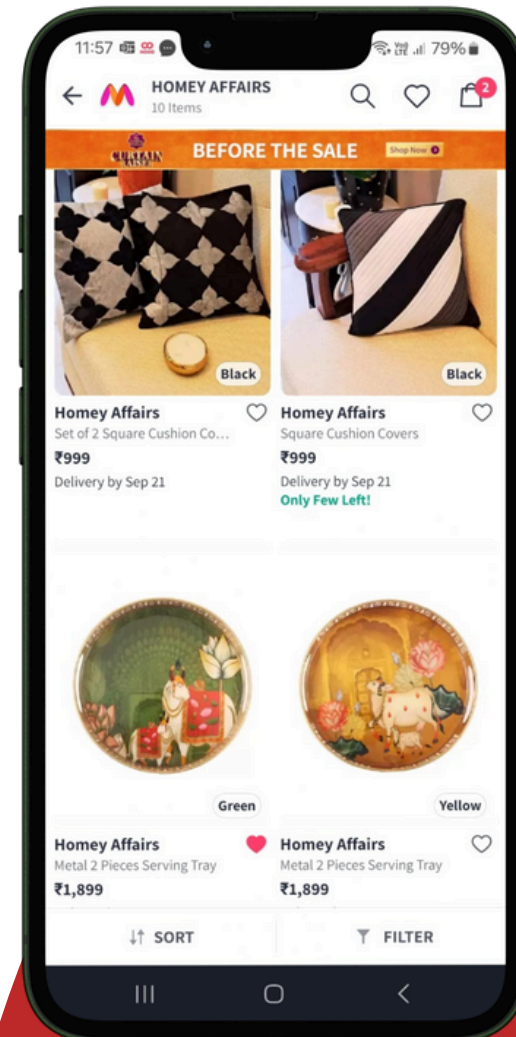 11:57
79%
HOMEY AFFAIRS
10 Items
2
CURTAIN RAISER
BEFORE THE SALE
Shop Now
Black
Black
Homey Affairs
Set of 2 Square Cushion Co...
₹999
Delivery by Sep 21
Homey Affairs
Square Cushion Covers
₹999
Delivery by Sep 21
Only Few Left!
Green
Yellow
Homey Affairs
Metal 2 Pieces Serving Tray
₹1,899
Homey Affairs
Metal 2 Pieces Serving Tray
₹1,899
SORT
FILTER